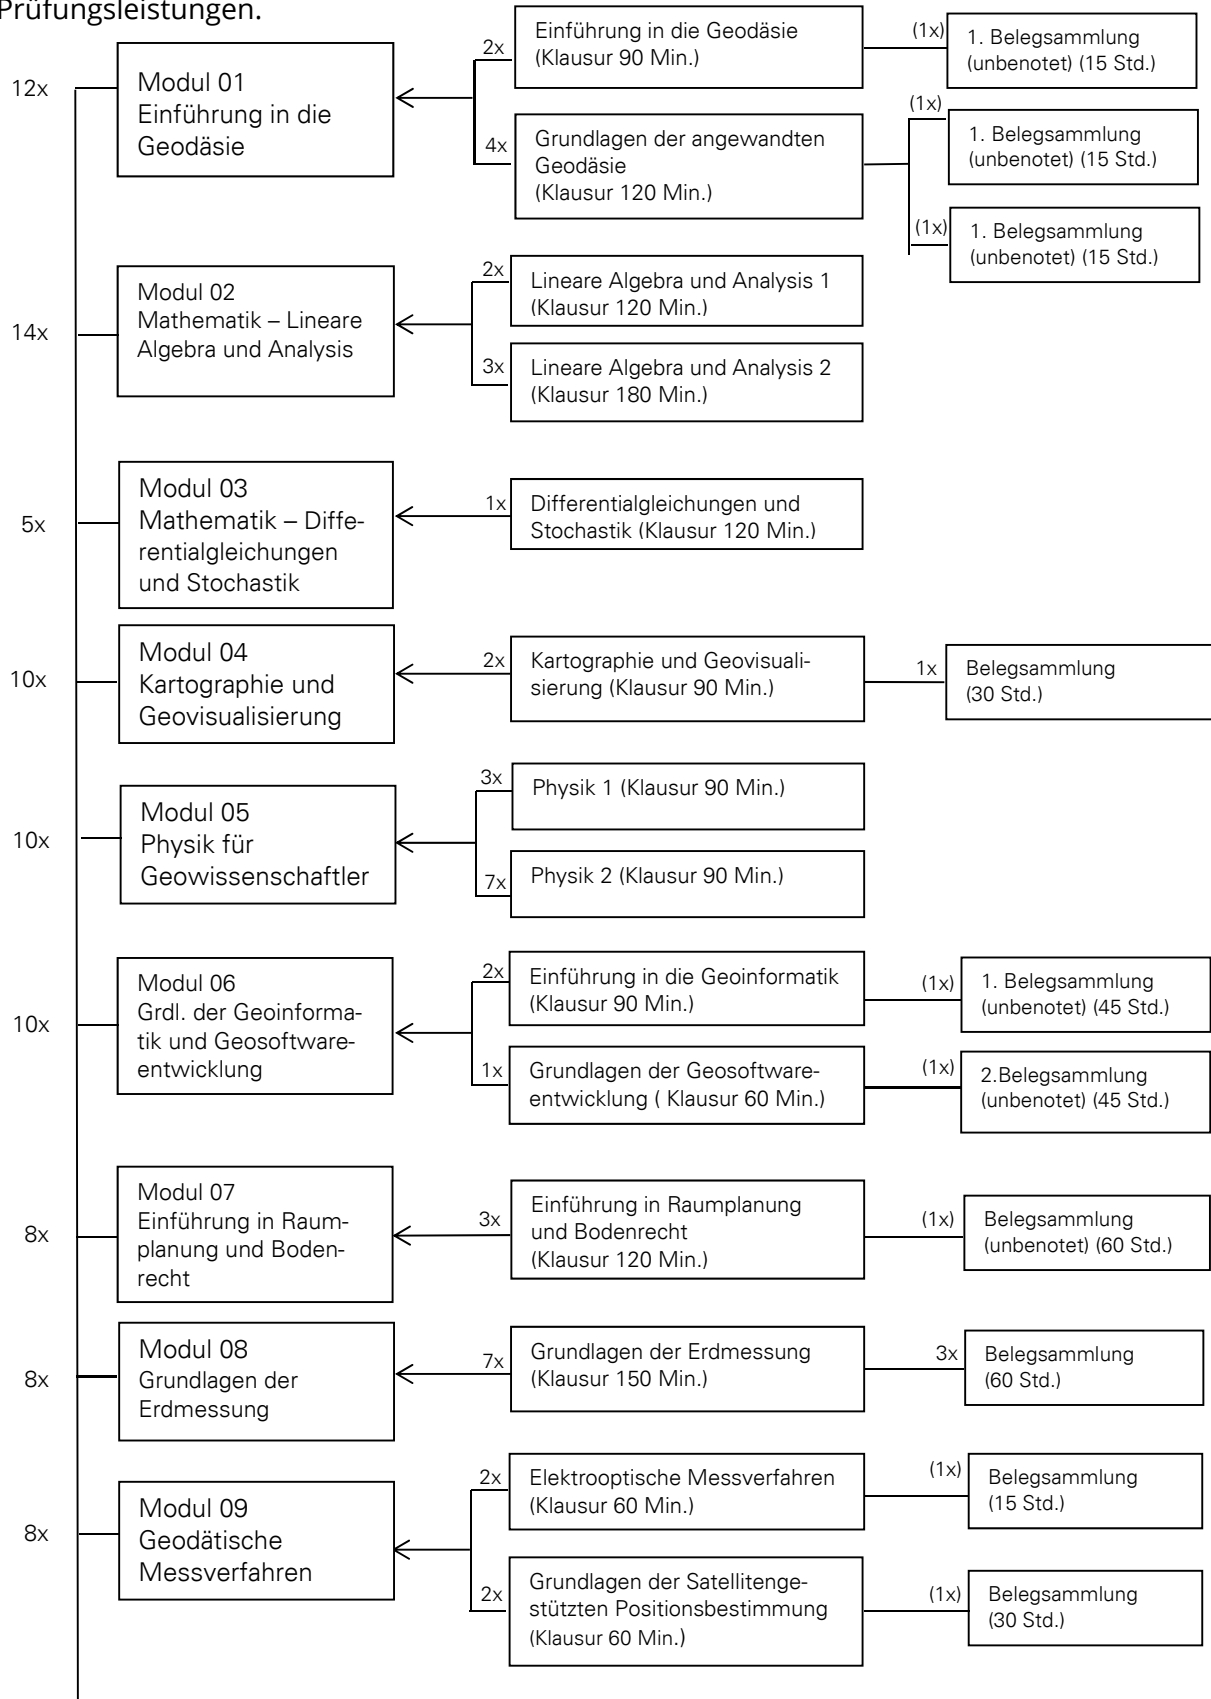 Prüfungsleistungen.
12x
Modul 01
Einführung in die
Geodäsie
2x
Einführung in die Geodäsie
(Klausur 90 Min.)
(1x)
1. Belegsammlung
(unbenotet) (15 Std.)
4x
Grundlagen der angewandten
Geodäsie
(Klausur 120 Min.)
(1x)
1. Belegsammlung
(unbenotet) (15 Std.)
(1x)
1. Belegsammlung
(unbenotet) (15 Std.)
14x
Modul 02
Mathematik – Lineare
Algebra und Analysis
2x
Lineare Algebra und Analysis 1
(Klausur 120 Min.)
3x
Lineare Algebra und Analysis 2
(Klausur 180 Min.)
5x
Modul 03
Mathematik – Diffe-
rentialgleichungen
und Stochastik
1x
Differentialgleichungen und
Stochastik (Klausur 120 Min.)
10x
Modul 04
Kartographie und
Geovisualisierung
2x
Kartographie und Geovisuali-
sierung (Klausur 90 Min.)
1x
Belegsammlung
(30 Std.)
10x
Modul 05
Physik für
Geowissenschaftler
3x
Physik 1 (Klausur 90 Min.)
7x
Physik 2 (Klausur 90 Min.)
10x
Modul 06
Grdl. der Geoinforma-
tik und Geosoftware-
entwicklung
2x
Einführung in die Geoinformatik
(Klausur 90 Min.)
(1x)
1. Belegsammlung
(unbenotet) (45 Std.)
1x
Grundlagen der Geosoftware-
entwicklung ( Klausur 60 Min.)
(1x)
2.Belegsammlung
(unbenotet) (45 Std.)
8x
Modul 07
Einführung in Raum-
planung und Boden-
recht
3x
Einführung in Raumplanung
und Bodenrecht
(Klausur 120 Min.)
(1x)
Belegsammlung
(unbenotet) (60 Std.)
8x
Modul 08
Grundlagen der
Erdmessung
7x
Grundlagen der Erdmessung
(Klausur 150 Min.)
3x
Belegsammlung
(60 Std.)
8x
Modul 09
Geodätische
Messverfahren
2x
Elektrooptische Messverfahren
(Klausur 60 Min.)
(1x)
Belegsammlung
(15 Std.)
2x
Grundlagen der Satellitenge-
stützten Positionsbestimmung
(Klausur 60 Min.)
(1x)
Belegsammlung
(30 Std.)